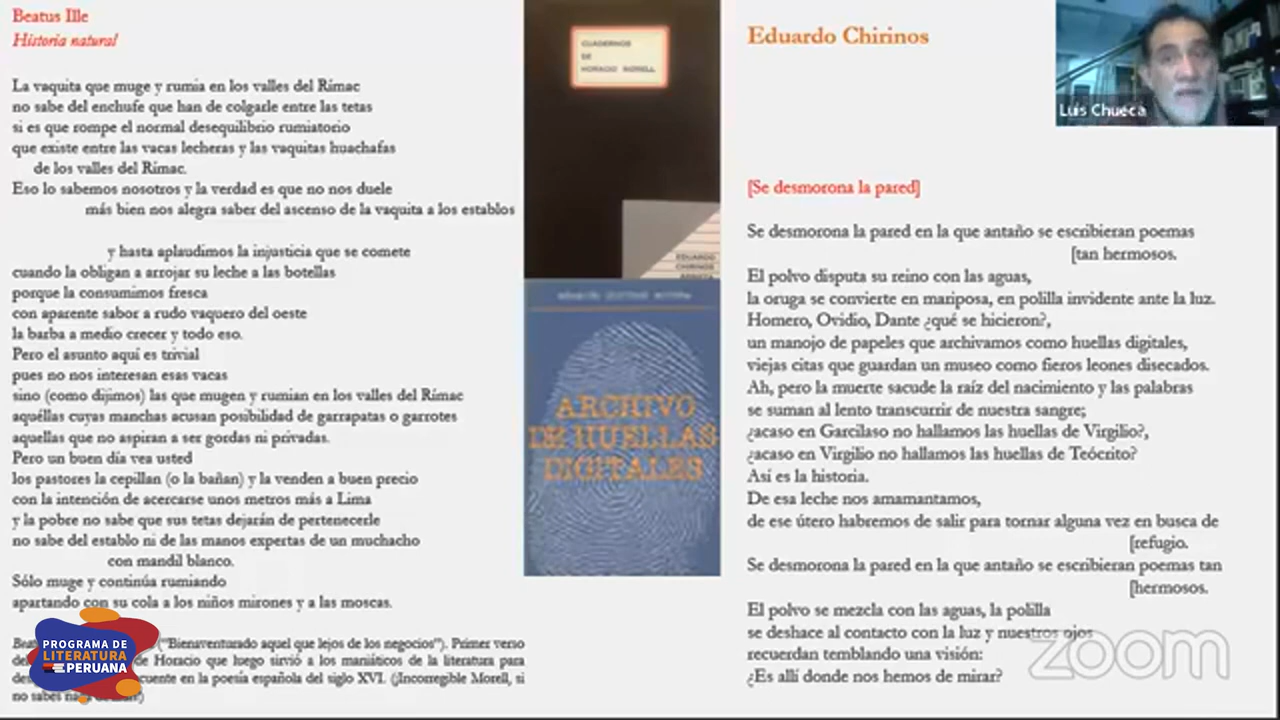 Beatus Ille
Historia natural
La vaquita que muge y rumia en los valles del Rímac
no sabe del enchufe que han de colgarle entre las tetas
si es que rompe el normal desequilibrio rumiatorio
que existe entre las vacas lecheras y las vaquitas huachafas
de los valles del Rímac.
Eso lo sabemos nosotros y la verdad es que no nos duele
más bien nos alegra saber del ascenso de la vaquita a los establos
y hasta aplaudimos la injusticia que se comete
cuando la obligan a arrojar su leche a las botellas
porque la consumimos fresca
con aparente sabor a rudo vaquero del oeste
la barba a medio crecer y todo eso.
Pero el asunto aquí es trivial
pues no nos interesan esas vacas
sino (como dijimos) las que mugen y rumian en los valles del Rímac
aquéllas cuyas manchas acusan posibilidad de garrapatas o garrotes
aquellas que no aspiran a ser gordas ni privadas.
Pero un buen día vea usted
los pastores la cepillan (o la bañan) y la venden a buen precio
con la intención de acercarse unos metros más a Lima
y la pobre no sabe que sus tetas dejarán de pertenecerle
no sabe del establo ni de las manos expertas de un muchacho
con mandil blanco.
Sólo muge y continúa rumiando
apartando con su cola a los niños mirones y a las moscas.
("Bienaventurado aquel que lejos de los negocios"). Primer verso
de Horacio que luego sirvió a los maniáticos de la literatura para
cuente en la poesía española del siglo XVI. (¡Incorregible Morell, si
no sabes
PROGRAMA DE
LITERATURA
PERUANA
CUADERNOS
DE
HORACIO MORELL
EDUARDO
CHIRINOS
ARRIETA
eduardo chirinos arrieta
ARCHIVO
DE HUELLAS
DIGITALES
Eduardo Chirinos
Luis Chueca
[Se desmorona la pared]
Se desmorona la pared en la que antaño se escribieran poemas
[tan hermosos.
El polvo disputa su reino con las aguas,
la oruga se convierte en mariposa, en polilla invidente ante la luz.
Homero, Ovidio, Dante ¿qué se hicieron?,
un manojo de papeles que archivamos como huellas digitales,
viejas citas que guardan un museo como fieros leones disecados.
Ah, pero la muerte sacude la raíz del nacimiento y las palabras
se suman al lento transcurrir de nuestra sangre;
¿acaso en Garcilaso no hallamos las huellas de Virgilio?,
¿acaso en Virgilio no hallamos las huellas de Teócrito?
Así es la historia.
De esa leche nos amamantamos,
de ese útero habremos de salir para tornar alguna vez en busca de
[refugio.
Se desmorona la pared en la que antaño se escribieran poemas tan
[hermosos.
El polvo se mezcla con las aguas, la polilla
se deshace al contacto con la luz y nuestros ojos
recuerdan temblando una visión:
¿Es allí donde nos hemos de mirar?
zoom